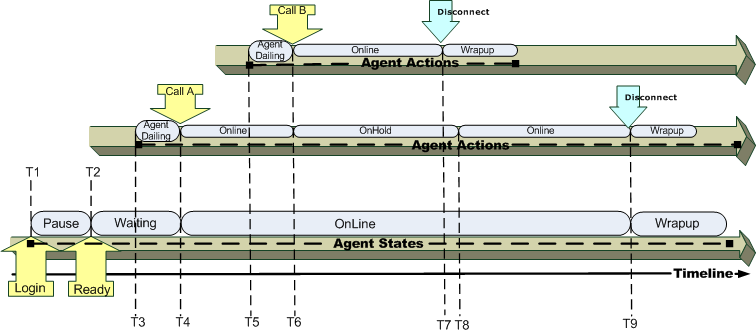 Call B
Disconnect
Agent
Dailing
Online
Wrapup
Agent Actions
Call A
Disconnect
Agent
Dailing
Online
OnHold
Online
Wrapup
Agent Actions
T1
T2
Pause
Waiting
OnLine
Wrapup
Agent States
Login
Ready
Timeline
T3
T4
T5
T6
T7
T8
T9